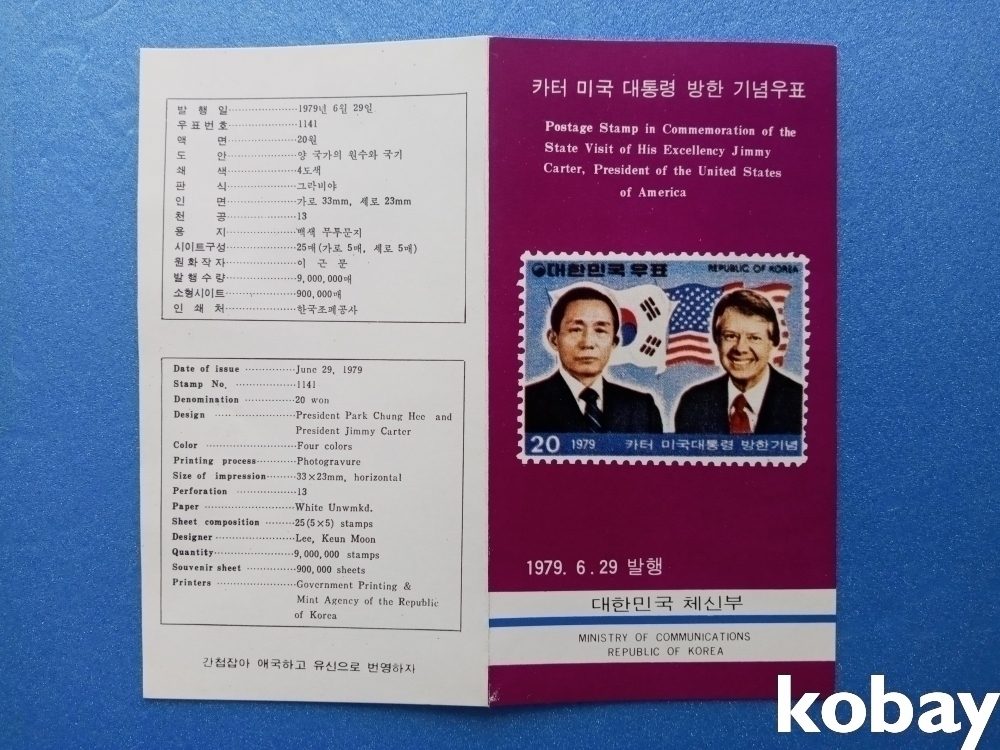 발 행 일 1979년 6월 29일
우표번호 1141
액 면 20원
도 안 양 국가의 원수와 국기
쇄 색 4도색
판 식 그라비야
인 면 가로 33mm, 세로 23mm
천 공 13
용 지 백색 무투문지
시이트구성 25매(가로 5매, 세로 5매)
원화작자 이 근 문
발행수량 9,000,000매
소형시이트 900,000매
인 쇄 처 한국조폐공사
Date of issue June 29, 1979
Stamp No. 1141
Denomination 20 won
Design President Park Chung Hee and
President Jimmy Carter
Color Four colors
Printing process Photogravure
Size of impression 33×23mm, horizontal
Perforation 13
Paper White Unwmkd.
Sheet composition 25(5×5) stamps
Designer Lee, Keun Moon
Quantity 9,000,000 stamps
Souvenir sheet 900,000 sheets
Printers Government Printing &
Mint Agency of the Republic
of Korea
간첩잡아 애국하고 유신으로 번영하자
카터 미국 대통령 방한 기념우표
Postage Stamp in Commemoration of the
State Visit of His Excellency Jimmy
Carter, President of the United States
of America
대한민국우표 REPUBLIC OF KOREA
20 1979 카터 미국대통령 방한기념
1979. 6. 29 발행
대한민국 체신부
MINISTRY OF COMMUNICATIONS
REPUBLIC OF KOREA
kobay